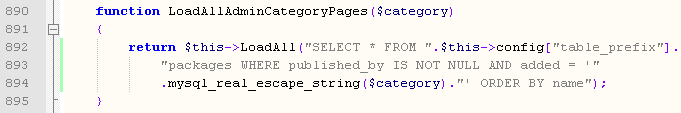 890 function LoadAllAdminCategoryPages($category)
891 {
892 return $this->LoadAll("SELECT * FROM ".$this->config["table_prefix"].
893 "packages WHERE published_by IS NOT NULL AND added = '"
894 .mysql_real_escape_string($category)."' ORDER BY name");
895 }